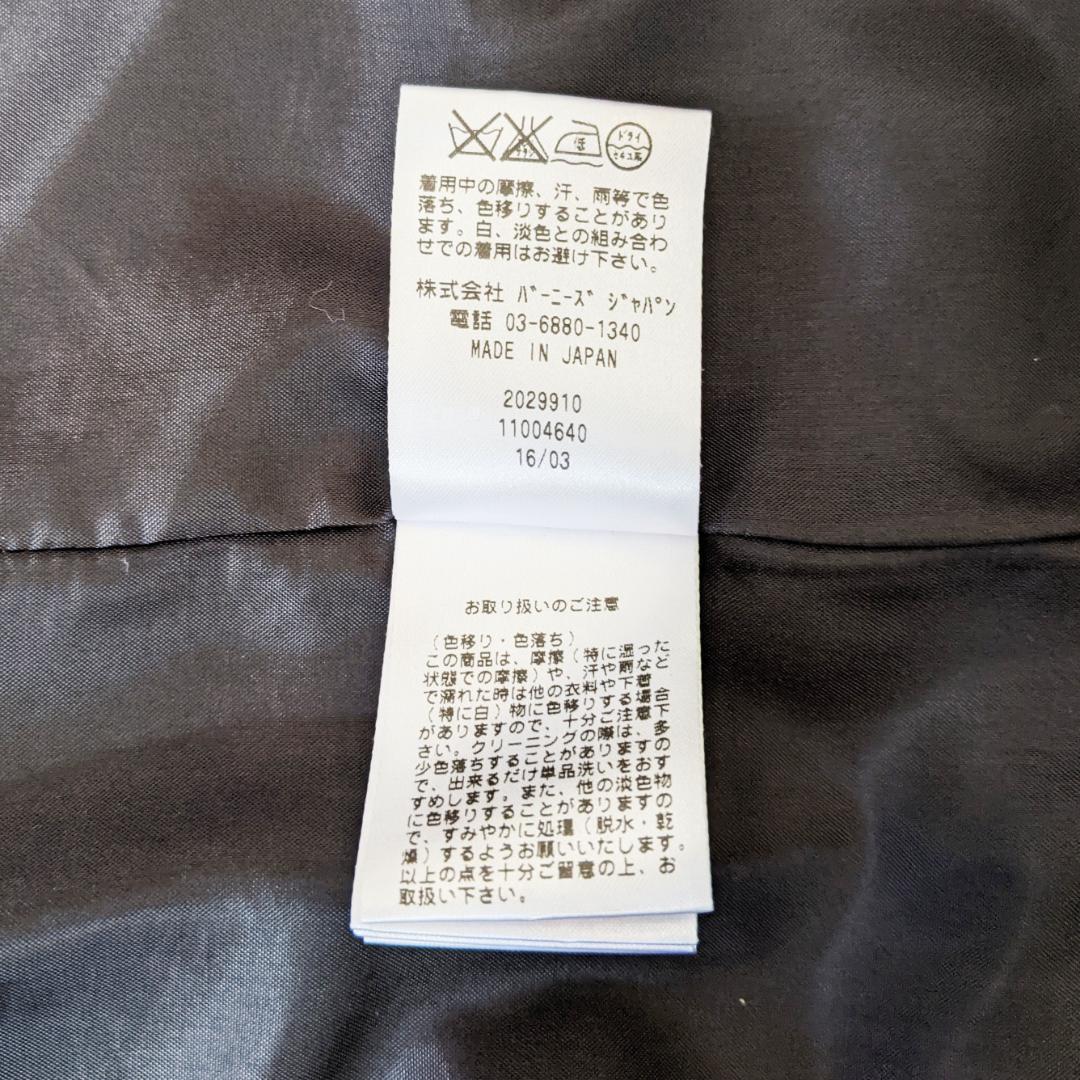 エンソ
低
ドライ
セキユ系
着用中の摩擦、汗、雨等で色
落ち、色移りすることがあり
ます。白、淡色との組み合わ
せでの着用はお避け下さい。
株式会社 バーニーズ ジャパン
電話 03-6880-1340
MADE IN JAPAN
2029910
11004640
16/03
お取り扱いのご注意
(色移り・色落ち)
この商品は、摩擦(特に湿った
状態での摩擦)や、汗や雨など
で濡れた時は他の衣料や下着
(特に白)物に色移りする場合
がありますので、十分ご注意下
さい。クリーニングの際は、多
少色落ちすることがありますの
で、出来るだけ単品洗いをおす
すめします。また、他の淡色物
に色移りすることがありますの
で、すみやかに処理(脱水・乾
燥)するようお願いいたします。
以上の点を十分ご留意の上、お
取扱い下さい。